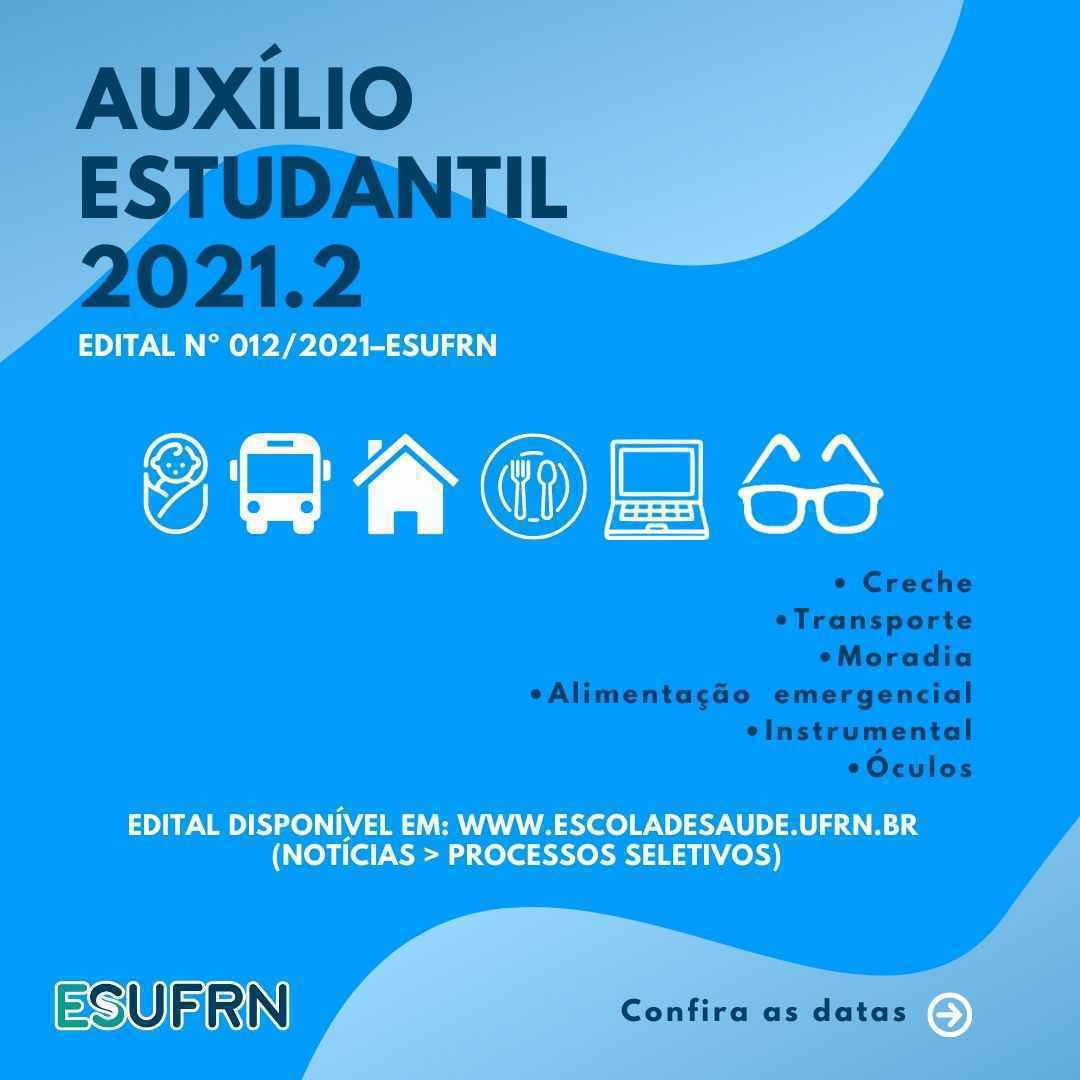 AUXÍLIO
ESTUDANTIL
2021.2
EDITAL Nº 012/2021–ESUFRN
• Creche
•Transporte
•Moradia
•Alimentação emergencial
•Instrumental
•Óculos
EDITAL DISPONÍVEL EM: WWW.ESCOLADESAUDE.UFRN.BR
(NOTÍCIAS > PROCESSOS SELETIVOS)
ESUFRN
Confira as datas